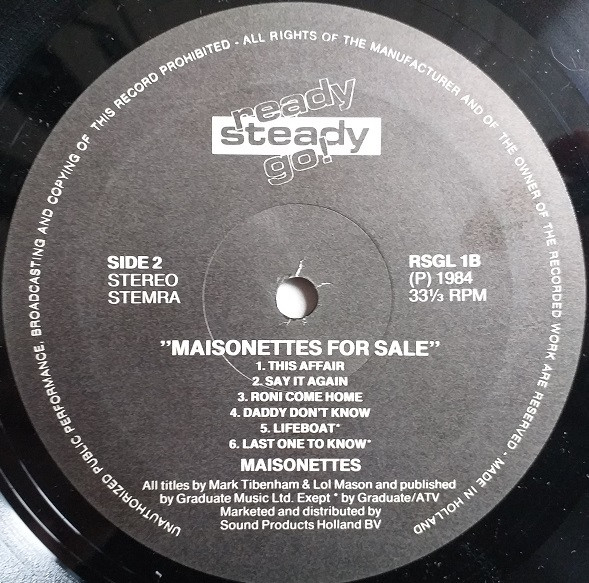 UNAUTHORIZED PUBLIC PERFORMANCE, BROADCASTING AND COPYING OF THIS RECORD PROHIBITED - ALL RIGHTS OF THE MANUFACTURER AND OF THE OWNER OF THE RECORDED WORK ARE RESERVED - MADE IN HOLLAND
ready
steady
go!
SIDE 2
STEREO
STEMRA
RSGL 1B
(P) 1984
33⅓ RPM
"MAISONETTES FOR SALE"
1. THIS AFFAIR
2. SAY IT AGAIN
3. RONI COME HOME
4. DADDY DON'T KNOW
5. LIFEBOAT*
6. LAST ONE TO KNOW*
MAISONETTES
All titles by Mark Tibenham & Lol Mason and published
by Graduate Music Ltd. Exept * by Graduate/ATV
Marketed and distributed by
Sound Products Holland BV